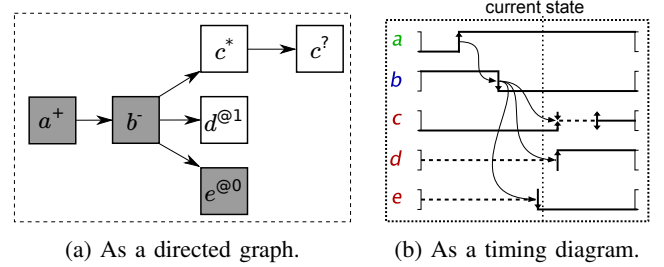 current state
a
b
c
d
e
c* c?
a+ b- d@1
e@0
(a) As a directed graph. (b) As a timing diagram.